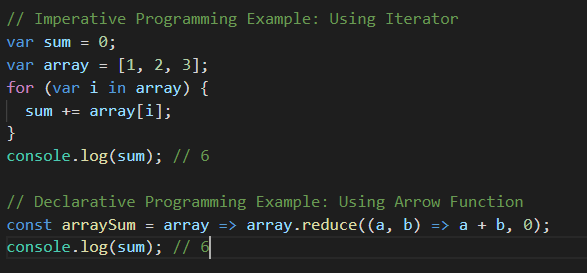 // Imperative Programming Example: Using Iterator
var sum = 0;
var array = [1, 2, 3];
for (var i in array) {
  sum += array[i];
}
console.log(sum); // 6

// Declarative Programming Example: Using Arrow Function
const arraySum = array => array.reduce((a, b) => a + b, 0);
console.log(sum); // 6